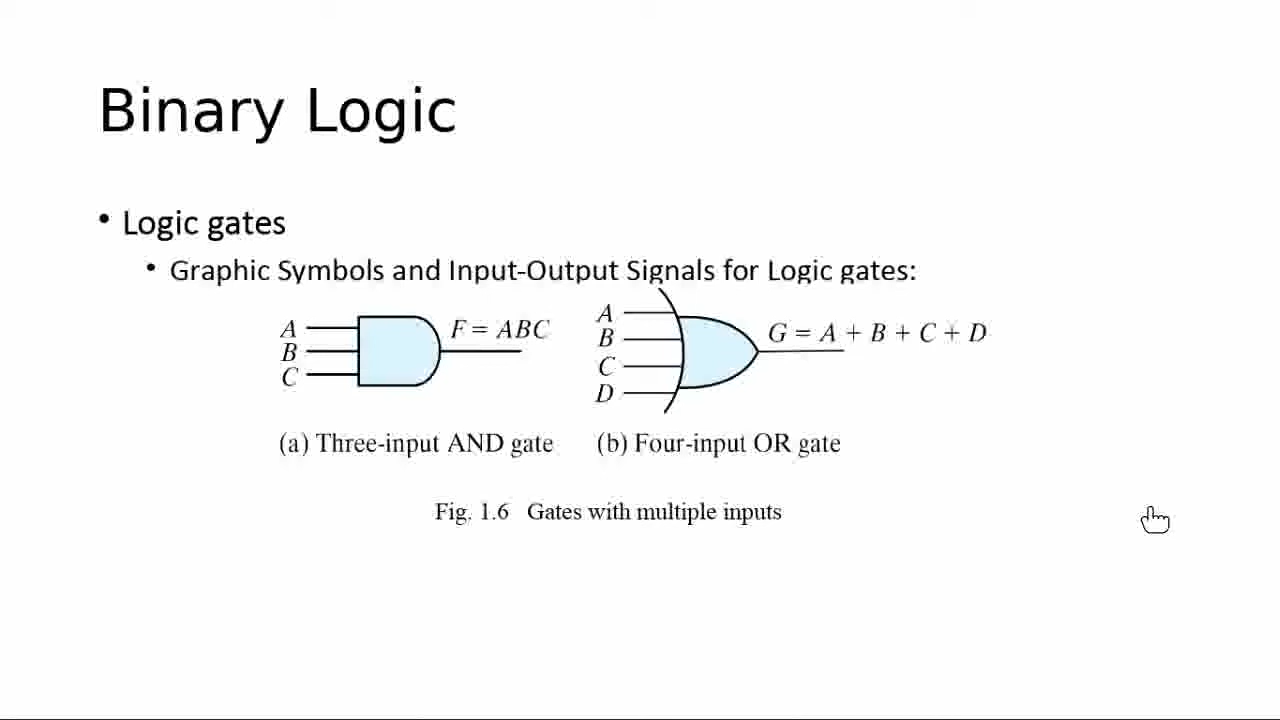 Binary Logic
• Logic gates
• Graphic Symbols and Input-Output Signals for Logic gates:
A
B
C
F = ABC
A
B
C
D
G = A + B + C + D
(a) Three-input AND gate
(b) Four-input OR gate
Fig. 1.6 Gates with multiple inputs